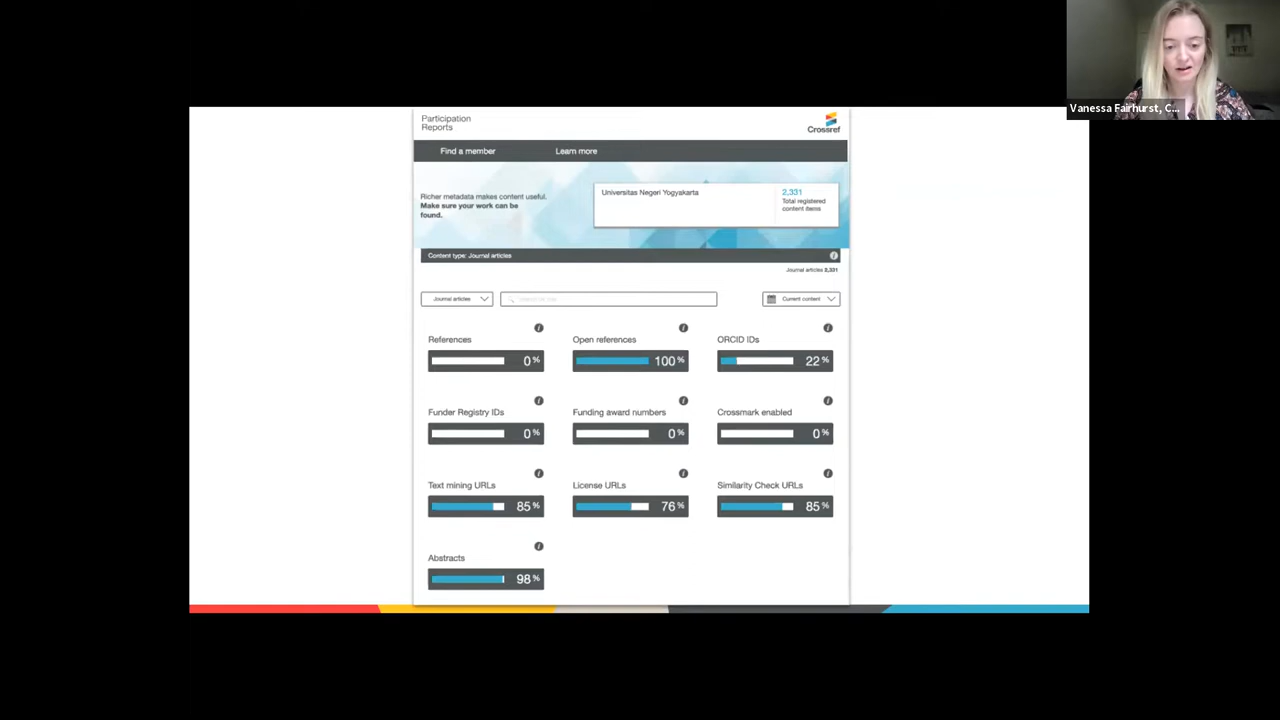 Vanessa Fairhurst, C...
Participation
Reports
Crossref
Find a member
Learn more
Richer metadata makes content useful.
Make sure your work can be
found.
Universitas Negeri Yogyakarta
2,331
Total registered
content items
Content type: Journal articles
Journal articles 2,331
Journal articles
Current content
References
0%
Open references
100%
ORCID IDs
22%
Funder Registry IDs
0%
Funding award numbers
0%
Crossmark enabled
0%
Text mining URLs
85%
License URLs
76%
Similarity Check URLs
85%
Abstracts
98%